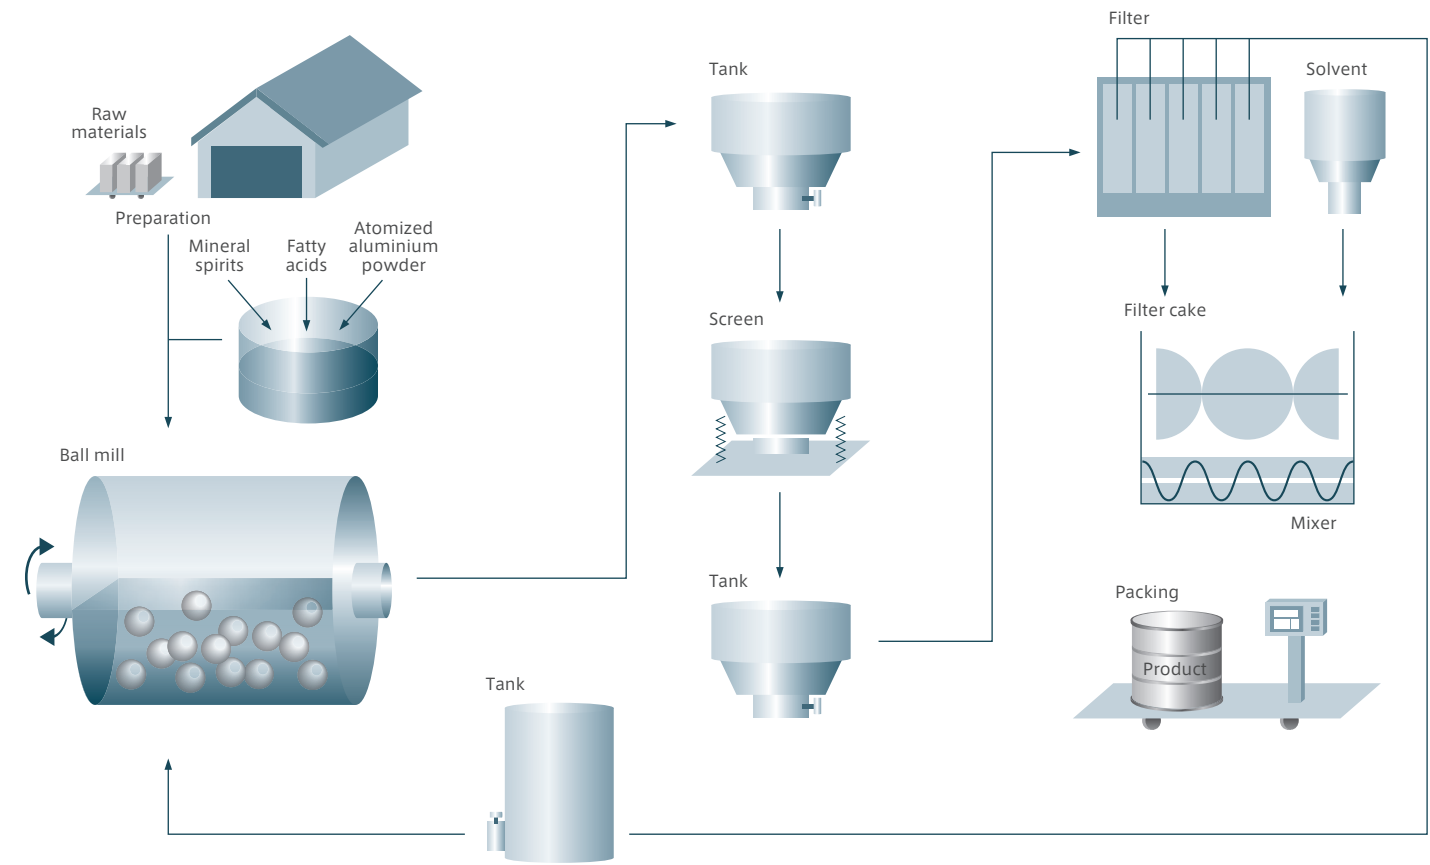 Raw
materials
Preparation
Mineral
spirits
Fatty
acids
Atomized
aluminium
powder
Ball mill
Tank
Screen
Tank
Tank
Filter
Solvent
Filter cake
Mixer
Packing
Product